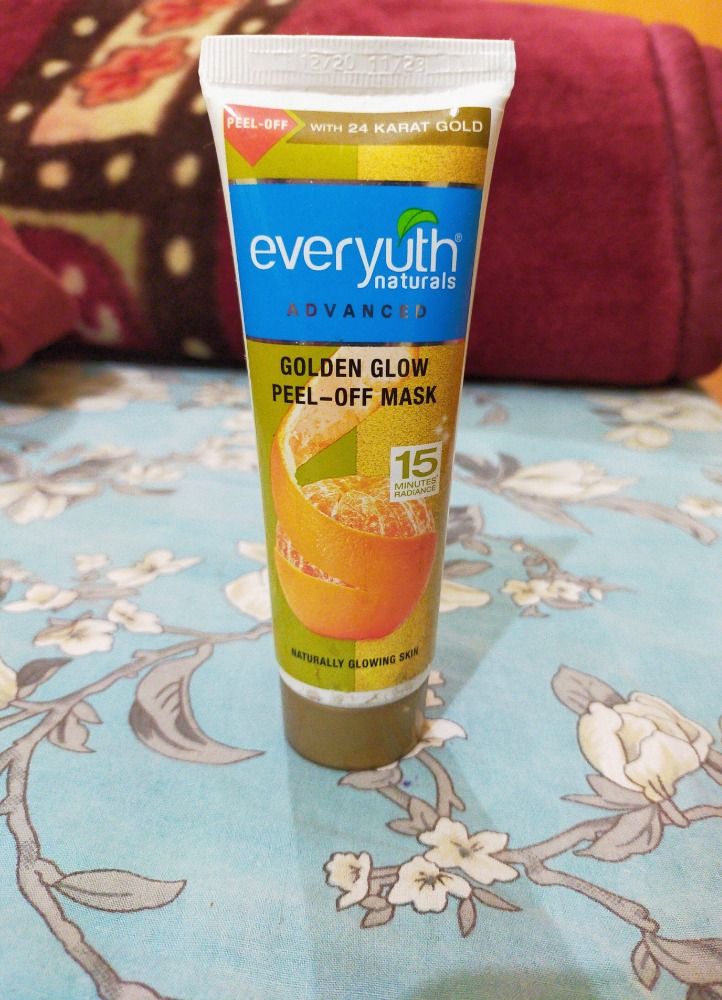 12/20 11/23
PEEL-OFF
WITH 24 KARAT GOLD
everyuth®
naturals
ADVANCED
GOLDEN GLOW
PEEL-OFF MASK
15
MINUTES'
RADIANCE
NATURALLY GLOWING SKIN